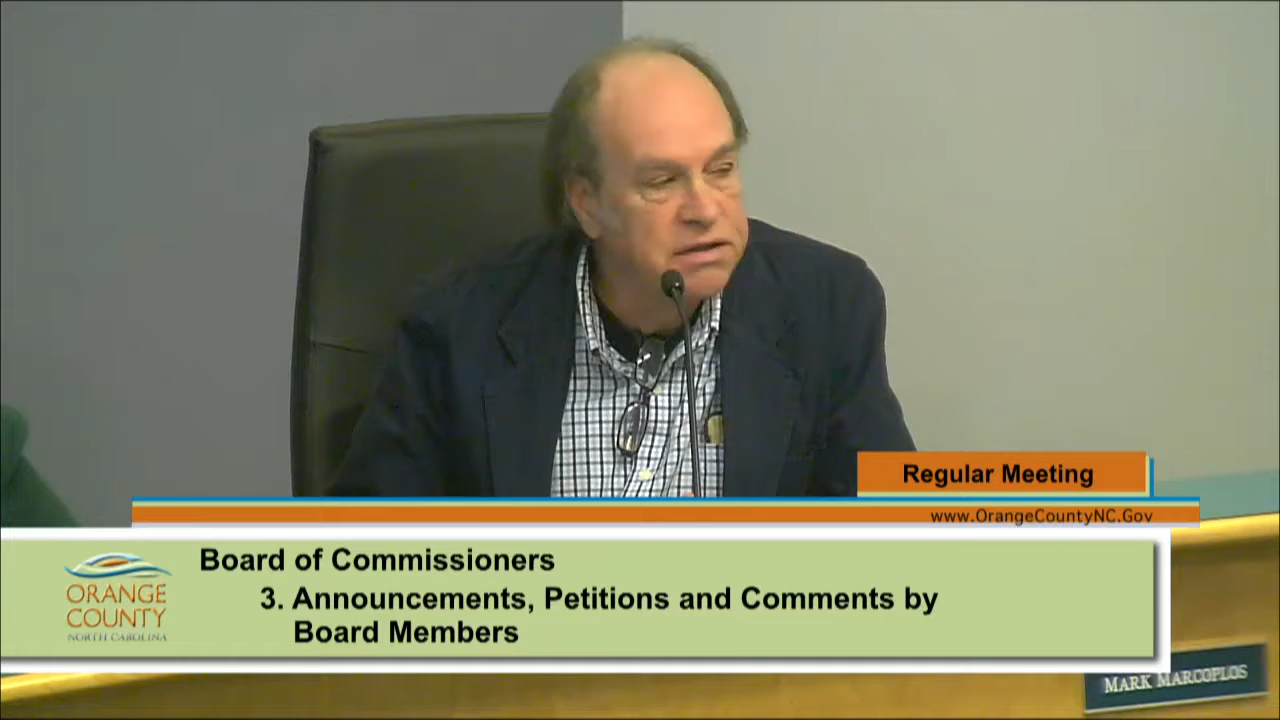 Regular Meeting
www.OrangeCountyNC.Gov
Board of Commissioners
3. Announcements, Petitions and Comments by
Board Members
ORANGE
COUNTY
NORTH CAROLINA
MARK MARCOPLOS